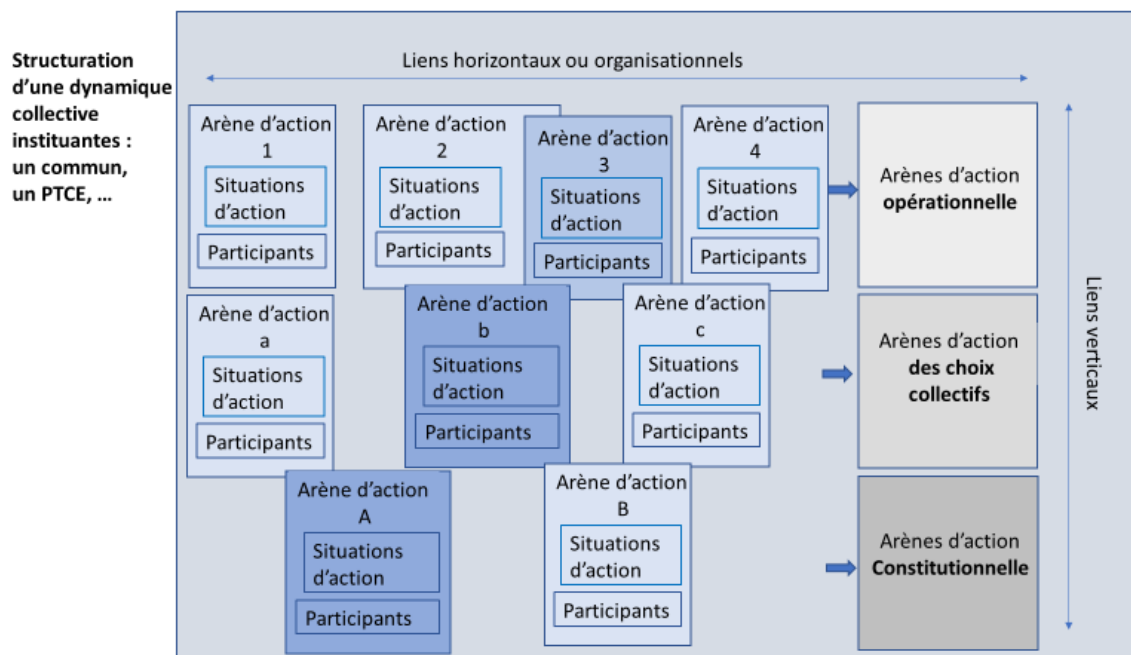 Structuration
d'une dynamique
collective
instituantes :
un commun,
un PTCE, ...
Liens horizontaux ou organisationnels
Arène d'action
1
Situations
d'action
Participants
Arène d'action
2
Situations
d'action
Participants
Arène d'action
3
Situations
d'action
Participants
Arène d'action
4
Situations
d'action
Participants
Arènes d'action
opérationnelle
Arène d'action
a
Situations
d'action
Participants
Arène d'action
b
Situations
d'action
Participants
Arène d'action
c
Situations
d'action
Participants
Arènes d'action
des choix
collectifs
Arène d'action
A
Situations
d'action
Participants
Arène d'action
B
Situations
d'action
Participants
Arènes d'action
Constitutionnelle
Liens verticaux